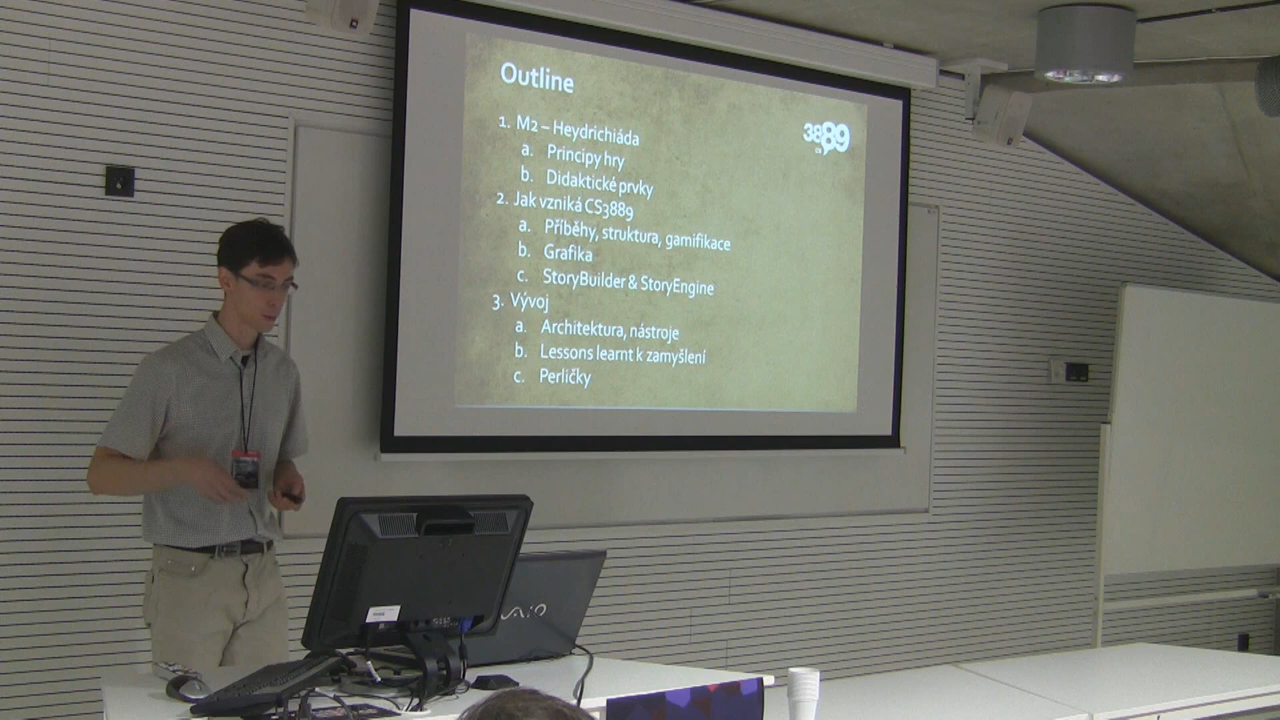 Outline
3889
cs
1. M2 – Heydrichiáda
a. Principy hry
b. Didaktické prvky
2. Jak vzniká CS3889
a. Příběhy, struktura, gamifikace
b. Grafika
c. StoryBuilder & StoryEngine
3. Vývoj
a. Architektura, nástroje
b. Lessons learnt k zamyšlení
c. Perličky
VAIO